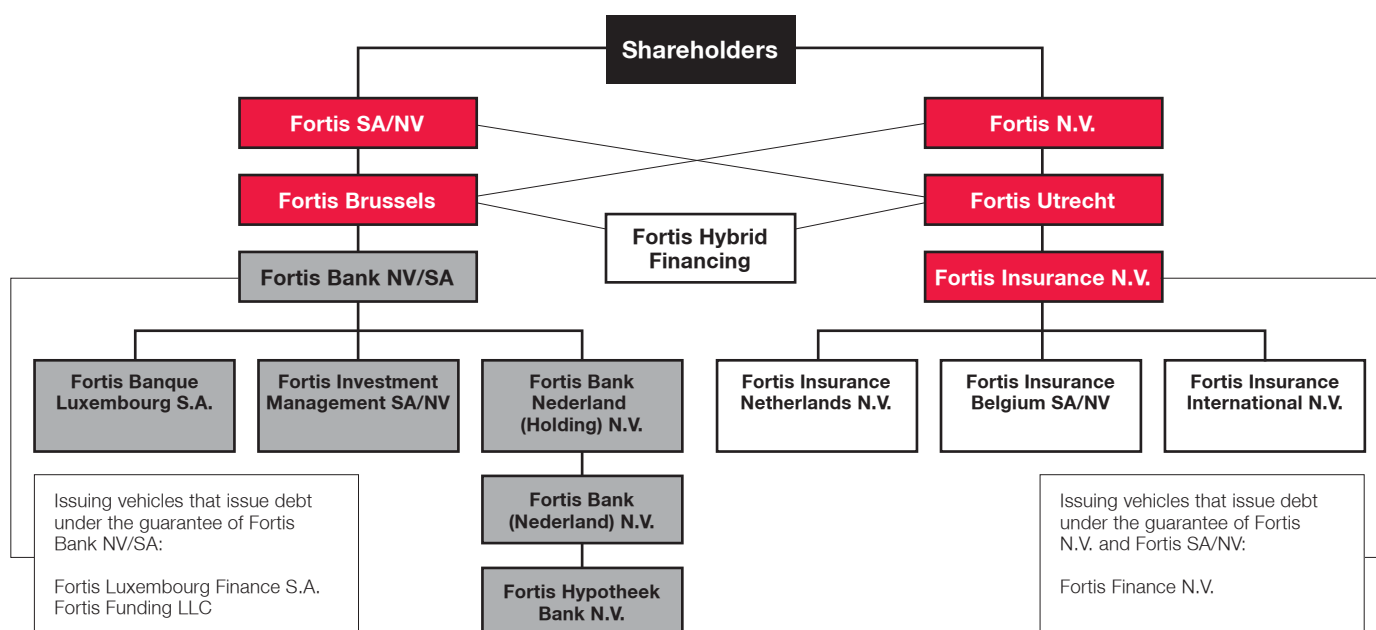 Shareholders
Fortis SA/NV
Fortis N.V.
Fortis Brussels
Fortis Utrecht
Fortis Hybrid
Financing
Fortis Bank NV/SA
Fortis Insurance N.V.
Fortis Banque
Luxembourg S.A.
Fortis Investment
Management SA/NV
Fortis Bank
Nederland
(Holding) N.V.
Fortis Insurance
Netherlands N.V.
Fortis Insurance
Belgium SA/NV
Fortis Insurance
International N.V.
Fortis Bank
(Nederland) N.V.
Fortis Hypotheek
Bank N.V.
Issuing vehicles that issue debt
under the guarantee of Fortis
Bank NV/SA:
Fortis Luxembourg Finance S.A.
Fortis Funding LLC
Issuing vehicles that issue debt
under the guarantee of Fortis
N.V. and Fortis SA/NV:
Fortis Finance N.V.